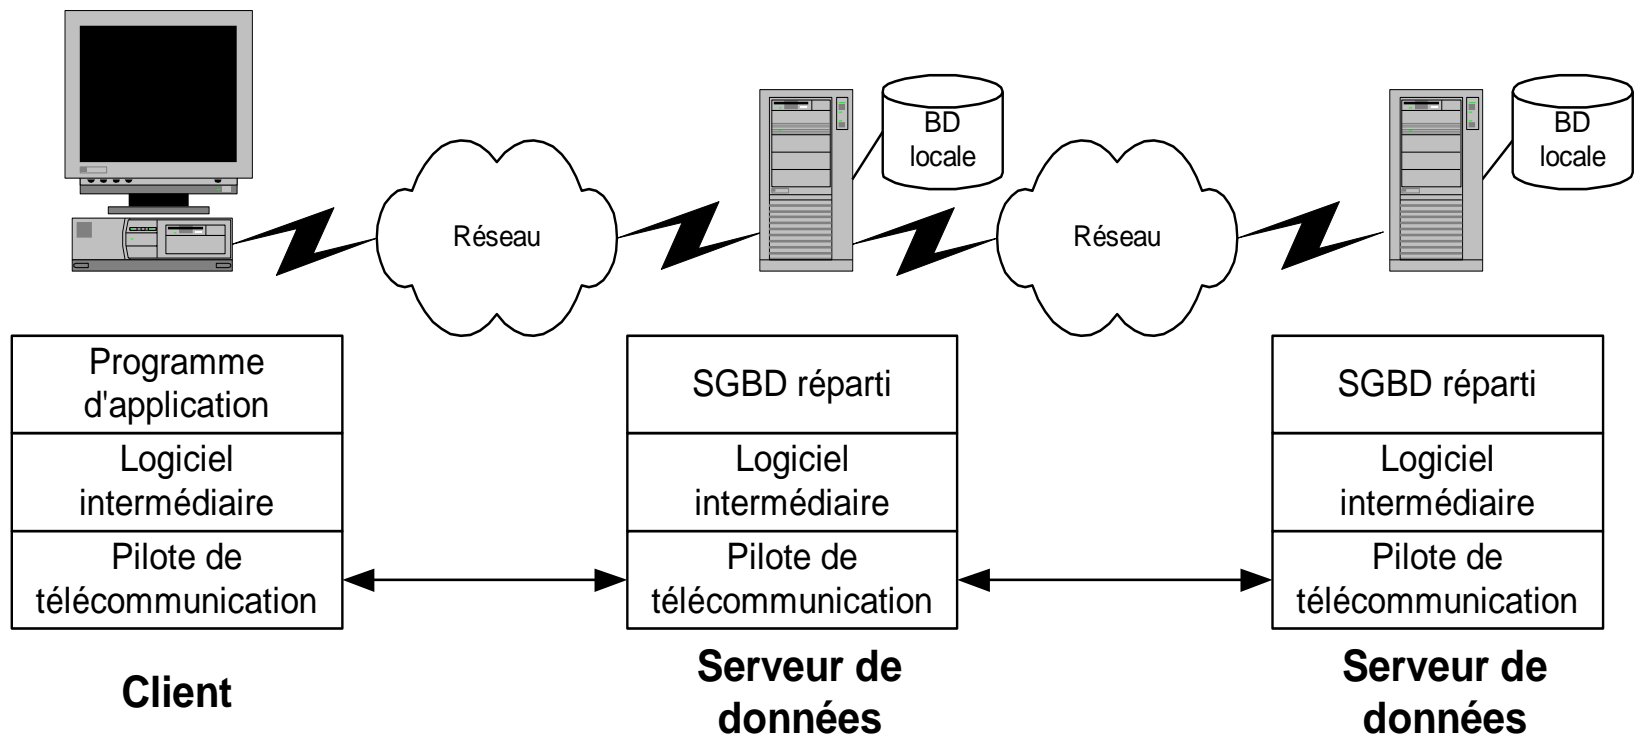 BD
locale
BD
locale
Réseau
Réseau
Programme
d'application
Logiciel
intermédiaire
Pilote de
télécommunication
Client
SGBD réparti
Logiciel
intermédiaire
Pilote de
télécommunication
Serveur de
données
SGBD réparti
Logiciel
intermédiaire
Pilote de
télécommunication
Serveur de
données